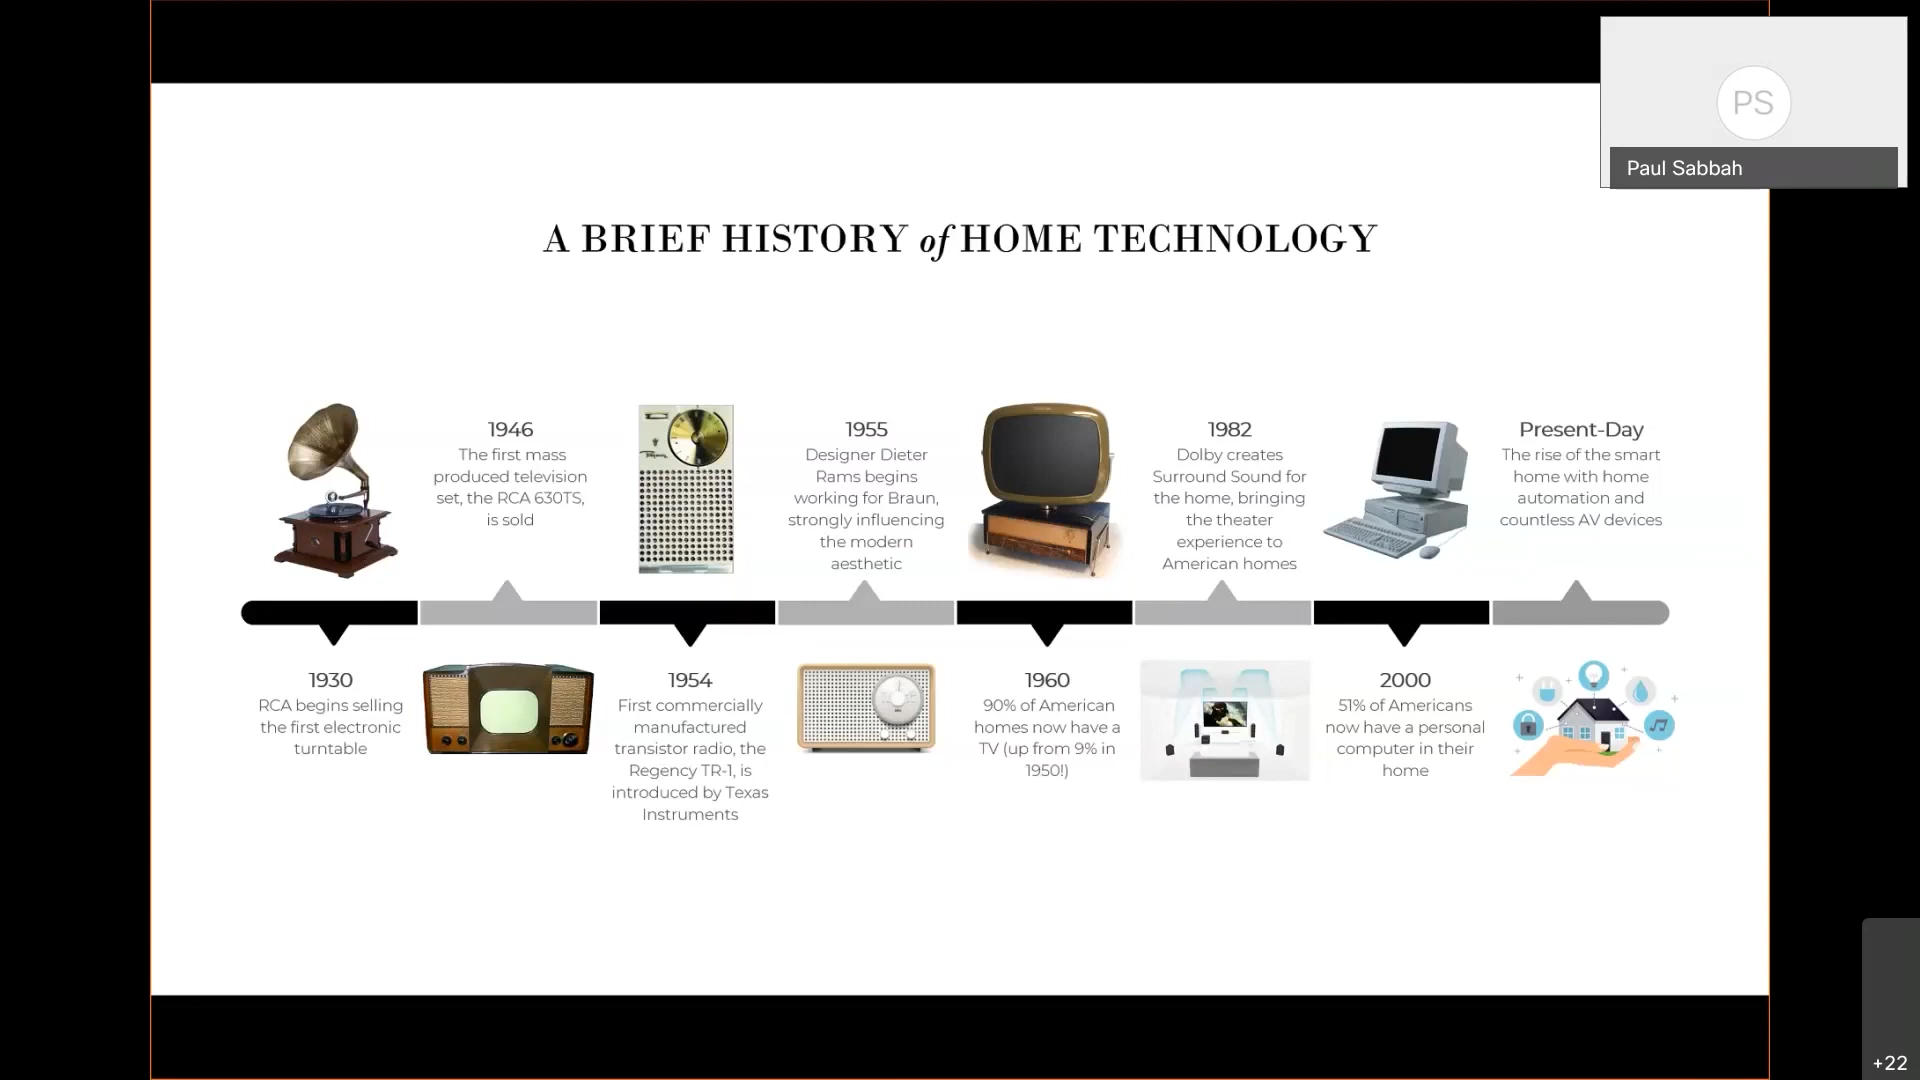 PS
Paul Sabbah
A BRIEF HISTORY of HOME TECHNOLOGY
1946
The first mass
produced television
set, the RCA 630TS,
is sold
1955
Designer Dieter
Rams begins
working for Braun,
strongly influencing
the modern
aesthetic
1982
Dolby creates
Surround Sound for
the home, bringing
the theater
experience to
American homes
Present-Day
The rise of the smart
home with home
automation and
countless AV devices
1930
RCA begins selling
the first electronic
turntable
1954
First commercially
manufactured
transistor radio, the
Regency TR-1, is
introduced by Texas
Instruments
1960
90% of American
homes now have a
TV (up from 9% in
1950!)
2000
51% of Americans
now have a personal
computer in their
home
+22